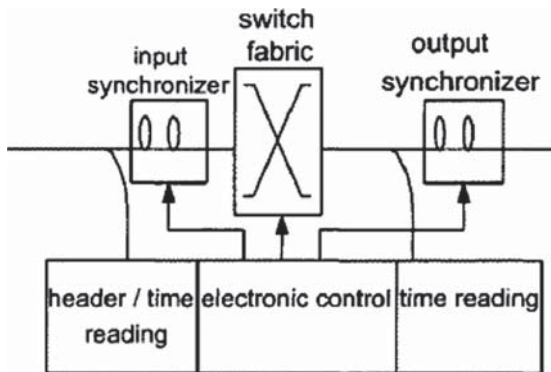 switch
fabric
input
synchronizer
output
synchronizer
header / time
reading
electronic control
time reading